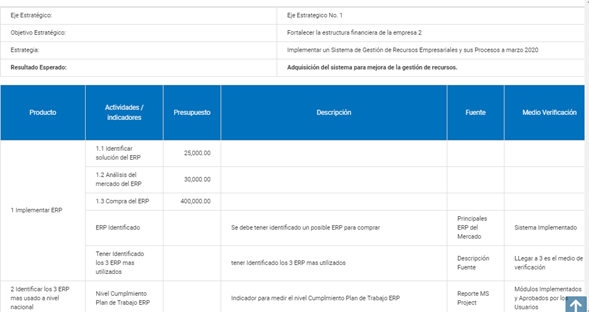 Eje Estratégico: Eje Estrategico No. 1
Objetivo Estratégico: Fortalecer la estructura financiera de la empresa 2
Estrategia: Implementar un Sistema de Gestión de Recursos Empresariales y sus Procesos a marzo 2020
Resultado Esperado: Adquisición del sistema para mejora de la gestión de recursos.
Producto
Actividades /
indicadores
Presupuesto
Descripción
Fuente
Medio Verificación
1 Implementar ERP
1.1 Identificar
solución del ERP
25,000.00
1.2 Análisis del
mercado del ERP
30,000.00
1.3 Compra del ERP
400,000.00
ERP Identificado
Se debe tener identificado un posible ERP para comprar
Principales
ERP del
Mercado
Sistema Implementado
Tener Identificado
los 3 ERP mas
utilizados
tener Identificado los 3 ERP mas utilizados
Descripción
Fuente
LLegar a 3 es el medio de
verificación
2 Identificar los 3 ERP
mas usado a nivel
nacional
Nivel Cumplmiento
Plan de Trabajo ERP
Indicador para medir el nivel Cumplmiento Plan de Trabajo ERP
Reporte MS
Project
Módulos Implementados
y Aprobados por los
Usuarios